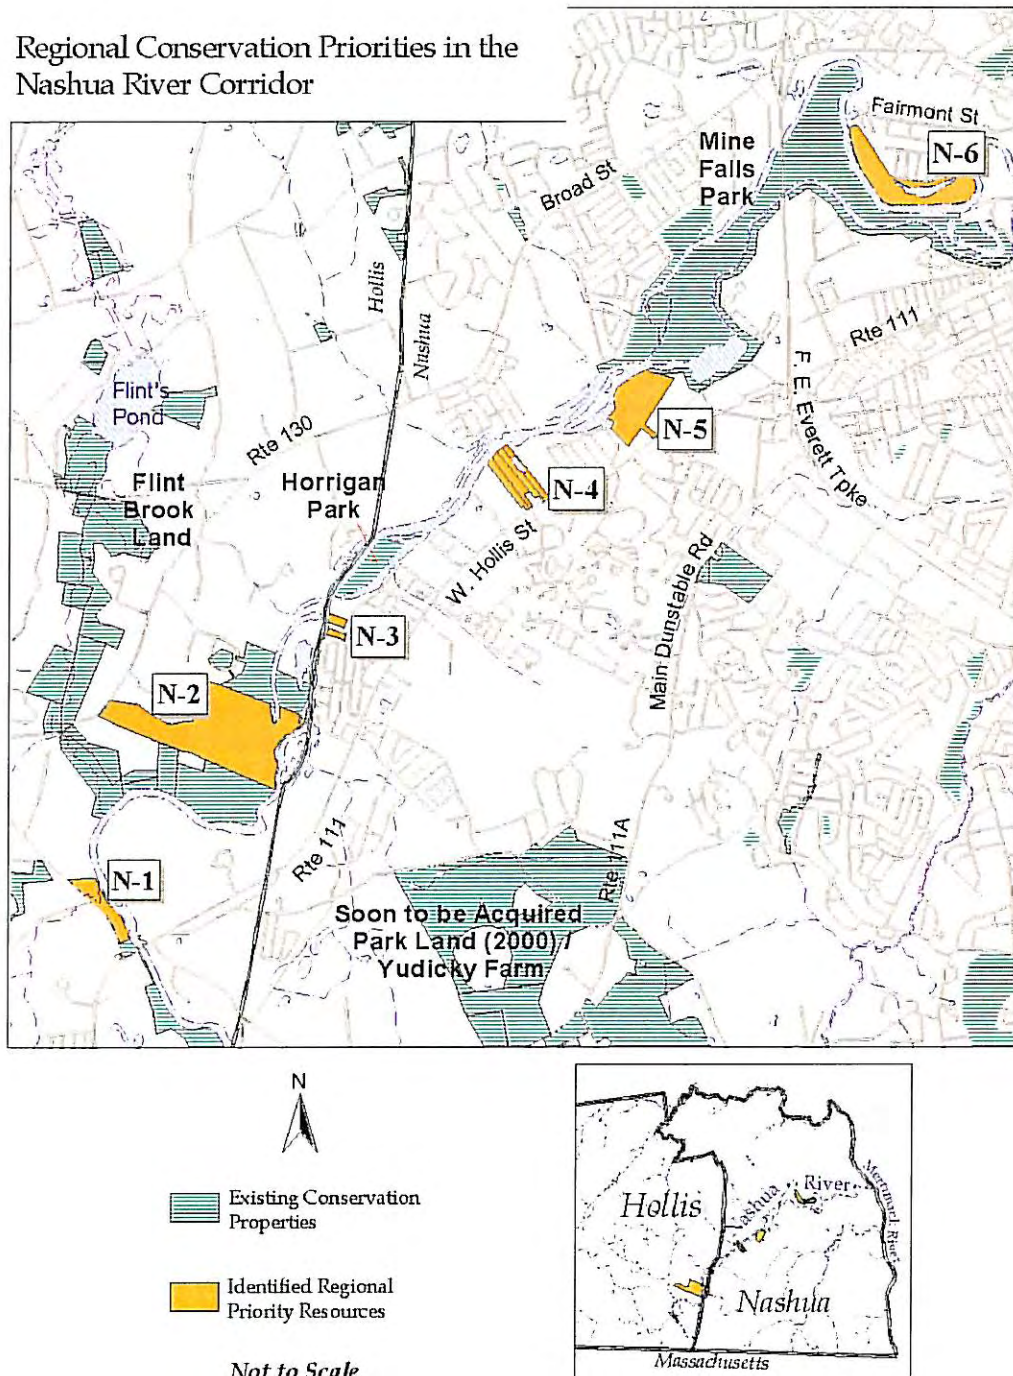 Regional Conservation Priorities in the
Nashua River Corridor
Fairmont St
N-6
Mine
Falls
Park
Broad St
Hollis
Nashua
Rte 111
F. E. Everett Tpke
Flint's
Pond
Rte 130
N-5
Flint
Brook
Land
Horrigan
Park
N-4
W. Hollis St
Main Dunstable Rd
N-3
N-2
Rte 111
Rte 111A
N-1
Soon to be Acquired
Park Land (2000) /
Yudicky Farm
N
Existing Conservation
Properties
Identified Regional
Priority Resources
Not to Scale
Hollis
Nashua River
Merrimack River
Nashua
Massachusetts